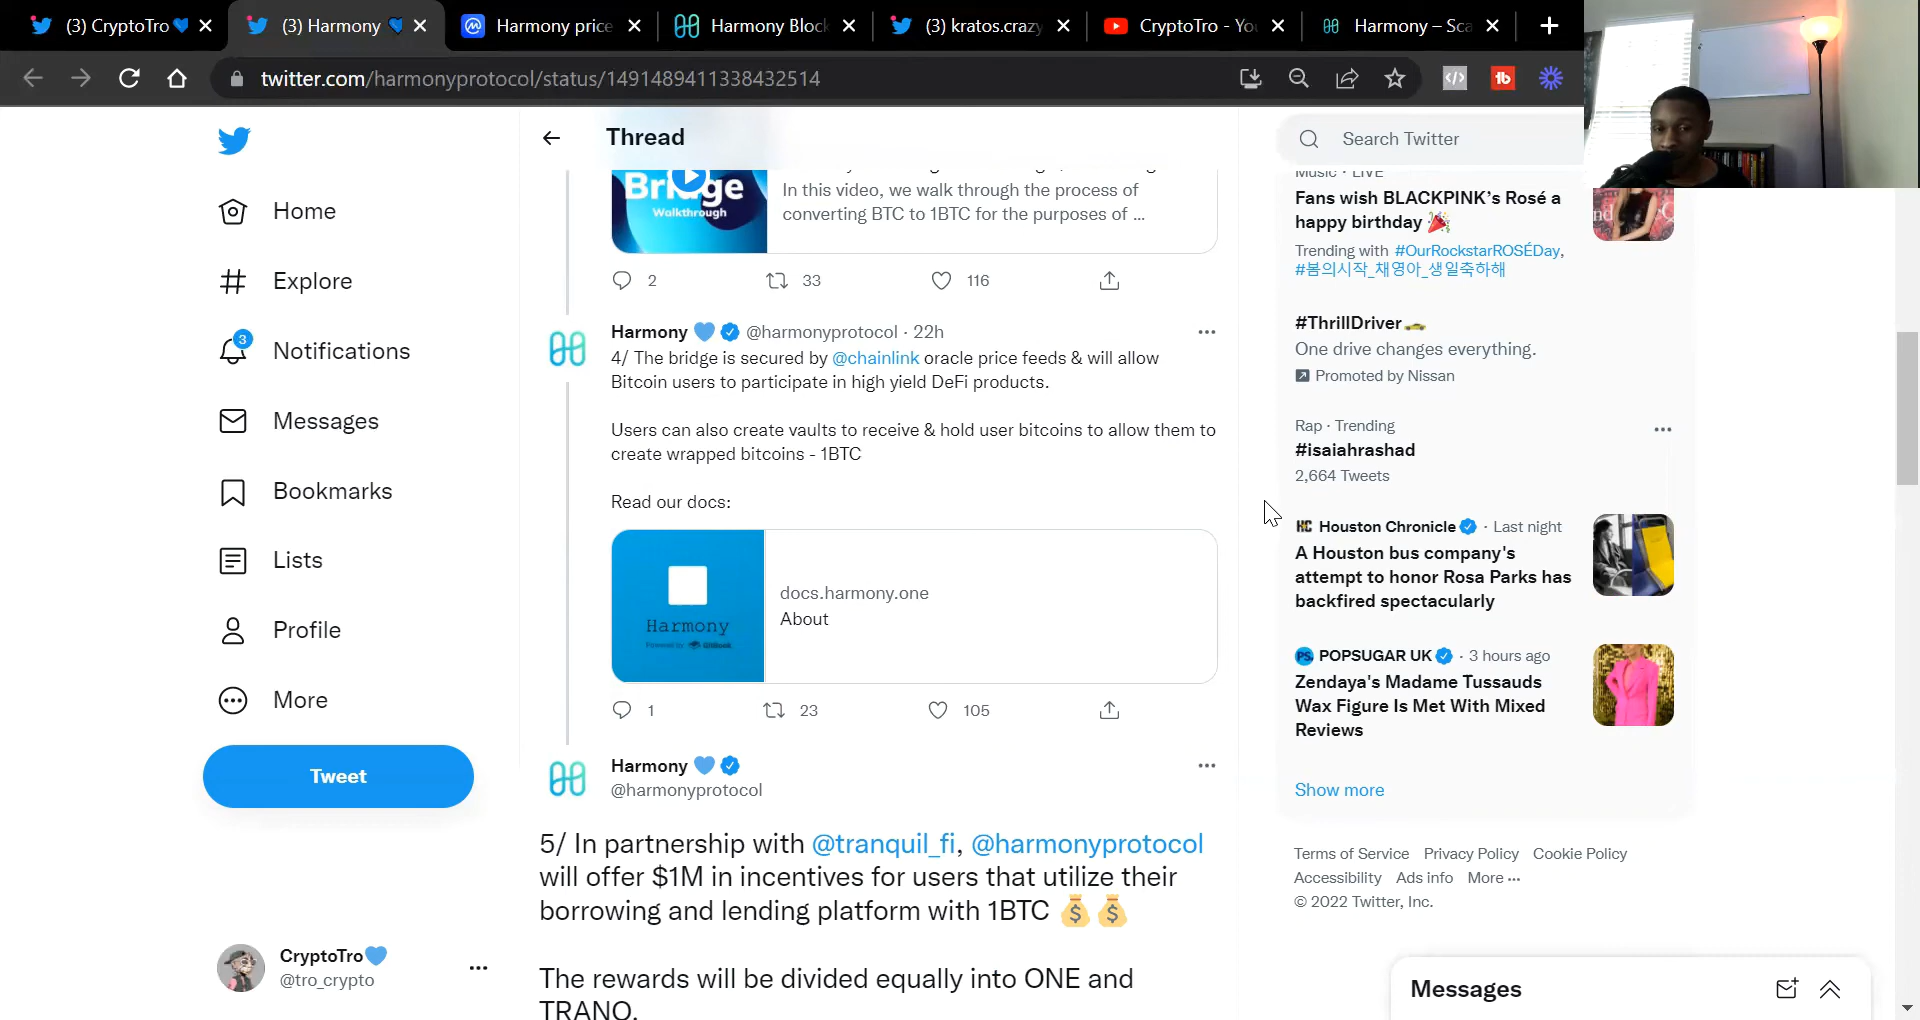 (3) CryptoTro💙
(3) Harmony 💙
Harmony price
Harmony Block
(3) kratos.crazy
CryptoTro - Yo
Harmony – Sca
twitter.com/harmonyprotocol/status/1491489411338432514
Home
Explore
3
Notifications
Messages
Bookmarks
Lists
Profile
More
Tweet
CryptoTro💙
@tro_crypto
Thread
Bridge
Walkthrough
In this video, we walk through the process of
converting BTC to 1BTC for the purposes of ...
2
33
116
Harmony 💙 @harmonyprotocol · 22h
4/ The bridge is secured by @chainlink oracle price feeds & will allow
Bitcoin users to participate in high yield DeFi products.
Users can also create vaults to receive & hold user bitcoins to allow them to
create wrapped bitcoins - 1BTC
Read our docs:
Harmony
Powered by GitBook
docs.harmony.one
About
1
23
105
Harmony 💙
@harmonyprotocol
5/ In partnership with @tranquil_fi, @harmonyprotocol
will offer $1M in incentives for users that utilize their
borrowing and lending platform with 1BTC 💰💰
The rewards will be divided equally into ONE and
TRANQ.
Search Twitter
Music · LIVE
Fans wish BLACKPINK's Rosé a
happy birthday 🎉
Trending with #OurRockstarROSÉDay,
#봄의시작_채영아_생일축하해
#ThrillDriver
One drive changes everything.
Promoted by Nissan
Rap · Trending
#isaiahrashad
2,664 Tweets
HC Houston Chronicle · Last night
A Houston bus company's
attempt to honor Rosa Parks has
backfired spectacularly
PS. POPSUGAR UK · 3 hours ago
Zendaya's Madame Tussauds
Wax Figure Is Met With Mixed
Reviews
Show more
Terms of Service Privacy Policy Cookie Policy
Accessibility Ads info More ···
© 2022 Twitter, Inc.
Messages